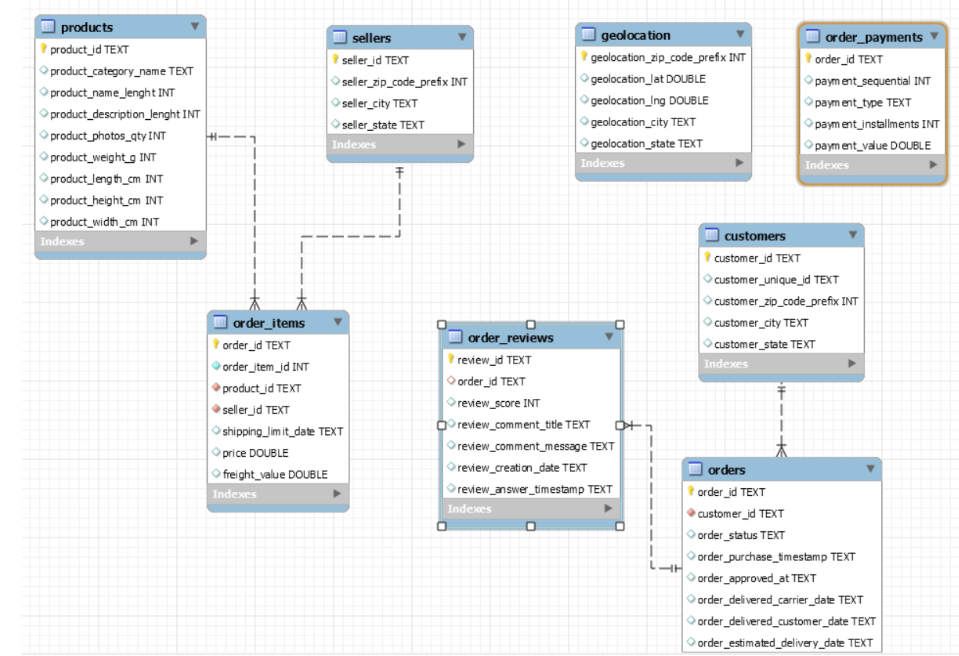 products
product_id TEXT
product_category_name TEXT
product_name_lenght INT
product_description_lenght INT
product_photos_qty INT
product_weight_g INT
product_length_cm INT
product_height_cm INT
product_width_cm INT
Indexes
sellers
seller_id TEXT
seller_zip_code_prefix INT
seller_city TEXT
seller_state TEXT
Indexes
geolocation
geolocation_zip_code_prefix INT
geolocation_lat DOUBLE
geolocation_lng DOUBLE
geolocation_city TEXT
geolocation_state TEXT
Indexes
order_payments
order_id TEXT
payment_sequential INT
payment_type TEXT
payment_installments INT
payment_value DOUBLE
Indexes
customers
customer_id TEXT
customer_unique_id TEXT
customer_zip_code_prefix INT
customer_city TEXT
customer_state TEXT
Indexes
order_items
order_id TEXT
order_item_id INT
product_id TEXT
seller_id TEXT
shipping_limit_date TEXT
price DOUBLE
freight_value DOUBLE
Indexes
order_reviews
review_id TEXT
order_id TEXT
review_score INT
review_comment_title TEXT
review_comment_message TEXT
review_creation_date TEXT
review_answer_timestamp TEXT
Indexes
orders
order_id TEXT
customer_id TEXT
order_status TEXT
order_purchase_timestamp TEXT
order_approved_at TEXT
order_delivered_carrier_date TEXT
order_delivered_customer_date TEXT
order_estimated_delivery_date TEXT